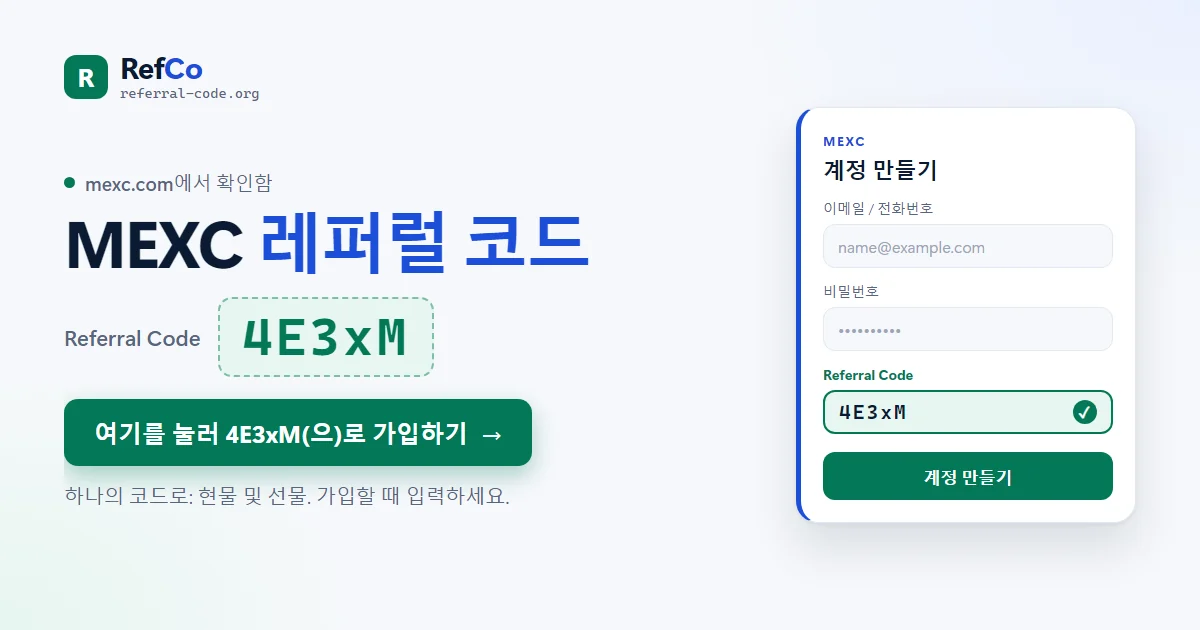 R
RefCo
referral-code.org
mexc.com에서 확인함
MEXC 레퍼럴 코드
Referral Code
4E3xM
여기를 눌러 4E3xM(으)로 가입하기 →
하나의 코드로: 현물 및 선물. 가입할 때 입력하세요.
MEXC
계정 만들기
이메일 / 전화번호
name@example.com
비밀번호
••••••••••
Referral Code
4E3xM
계정 만들기